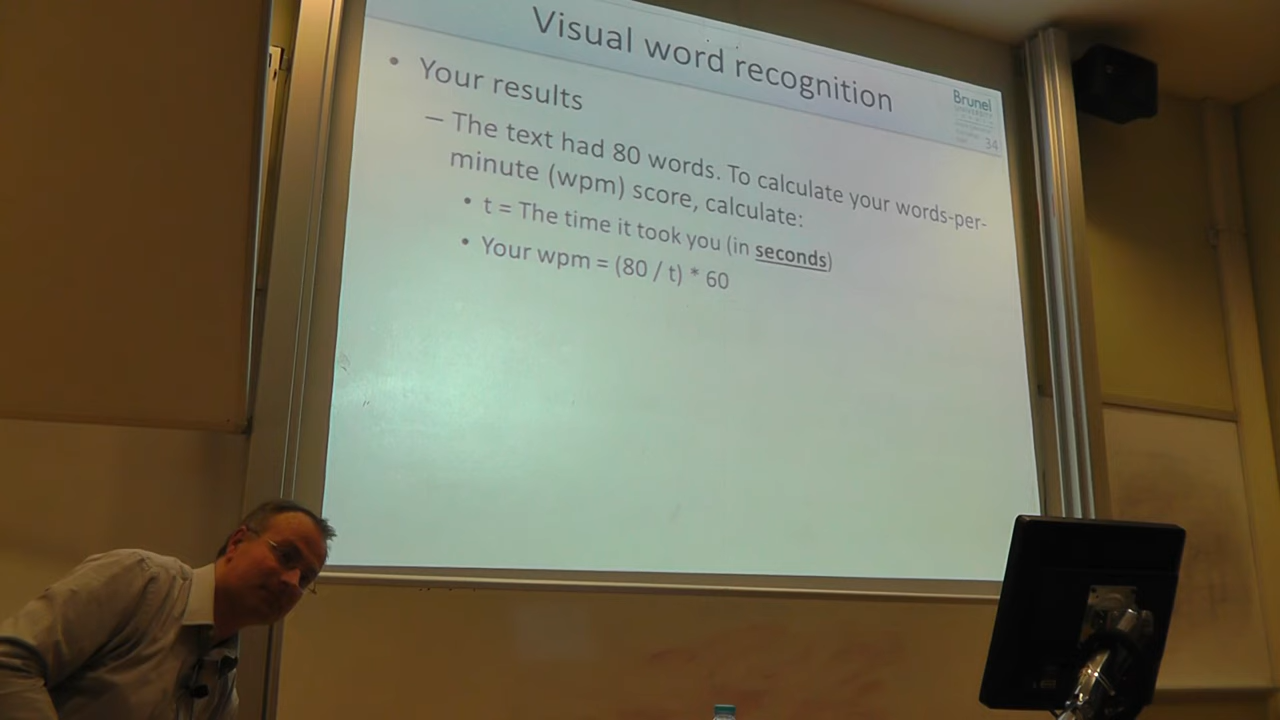 Visual word recognition
Brunel
34
• Your results
– The text had 80 words. To calculate your words-per-
minute (wpm) score, calculate:
• t = The time it took you (in seconds)
• Your wpm = (80 / t) * 60